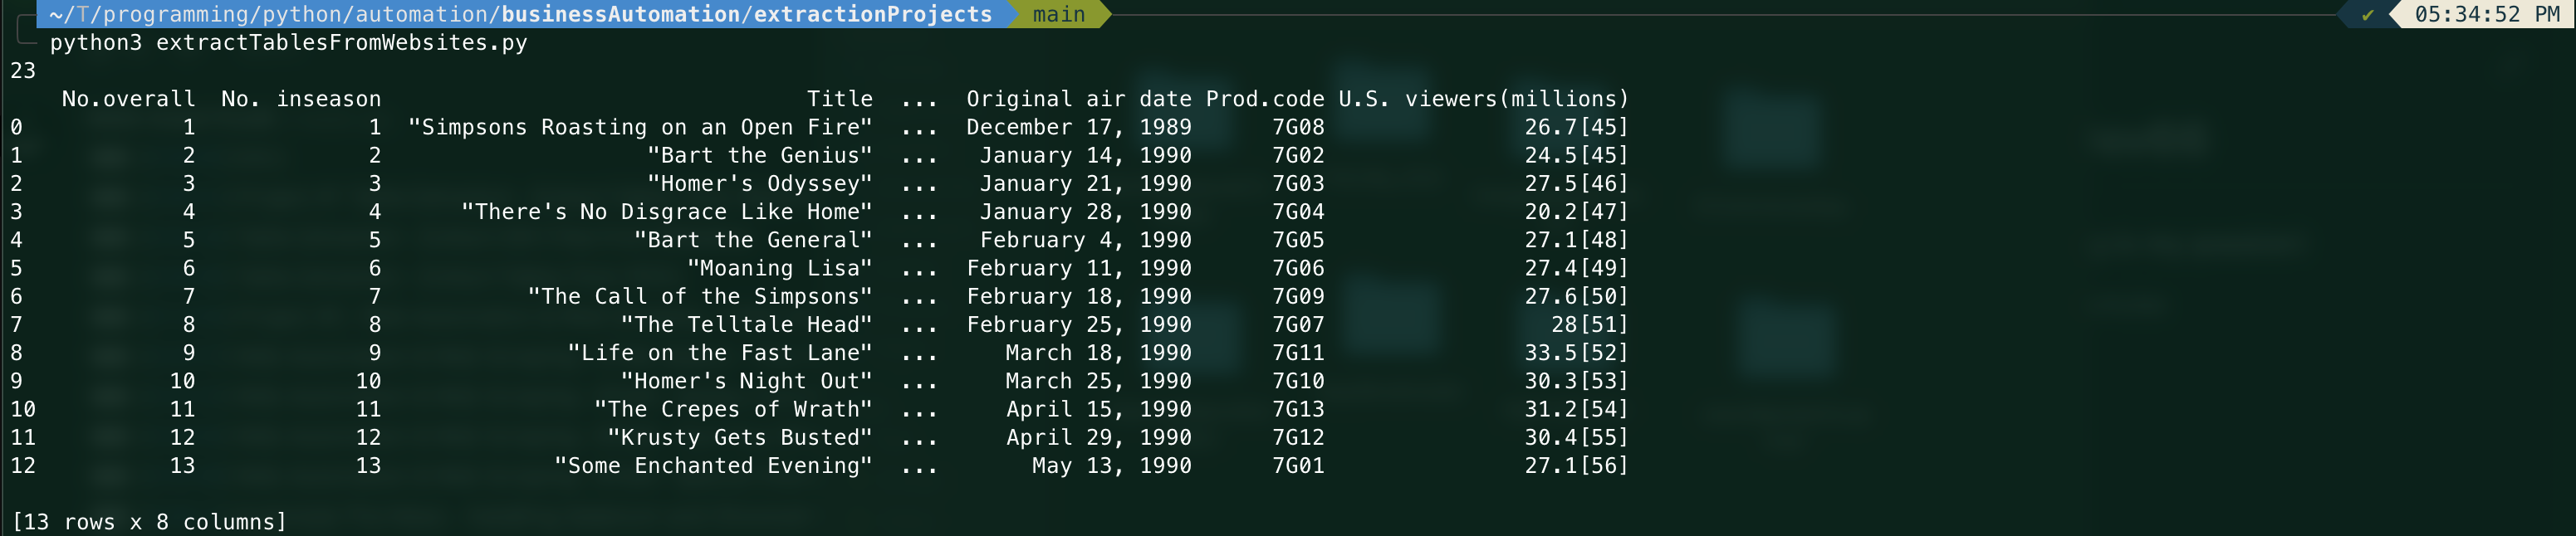 ~/T/programming/python/automation/businessAutomation/extractionProjects main ✔ 05:34:52 PM
python3 extractTablesFromWebsites.py
23
No.overall No. inseason Title ... Original air date Prod.code U.S. viewers(millions)
0 1 1 "Simpsons Roasting on an Open Fire" ... December 17, 1989 7G08 26.7[45]
1 2 2 "Bart the Genius" ... January 14, 1990 7G02 24.5[45]
2 3 3 "Homer's Odyssey" ... January 21, 1990 7G03 27.5[46]
3 4 4 "There's No Disgrace Like Home" ... January 28, 1990 7G04 20.2[47]
4 5 5 "Bart the General" ... February 4, 1990 7G05 27.1[48]
5 6 6 "Moaning Lisa" ... February 11, 1990 7G06 27.4[49]
6 7 7 "The Call of the Simpsons" ... February 18, 1990 7G09 27.6[50]
7 8 8 "The Telltale Head" ... February 25, 1990 7G07 28[51]
8 9 9 "Life on the Fast Lane" ... March 18, 1990 7G11 33.5[52]
9 10 10 "Homer's Night Out" ... March 25, 1990 7G10 30.3[53]
10 11 11 "The Crepes of Wrath" ... April 15, 1990 7G13 31.2[54]
11 12 12 "Krusty Gets Busted" ... April 29, 1990 7G12 30.4[55]
12 13 13 "Some Enchanted Evening" ... May 13, 1990 7G01 27.1[56]
[13 rows x 8 columns]